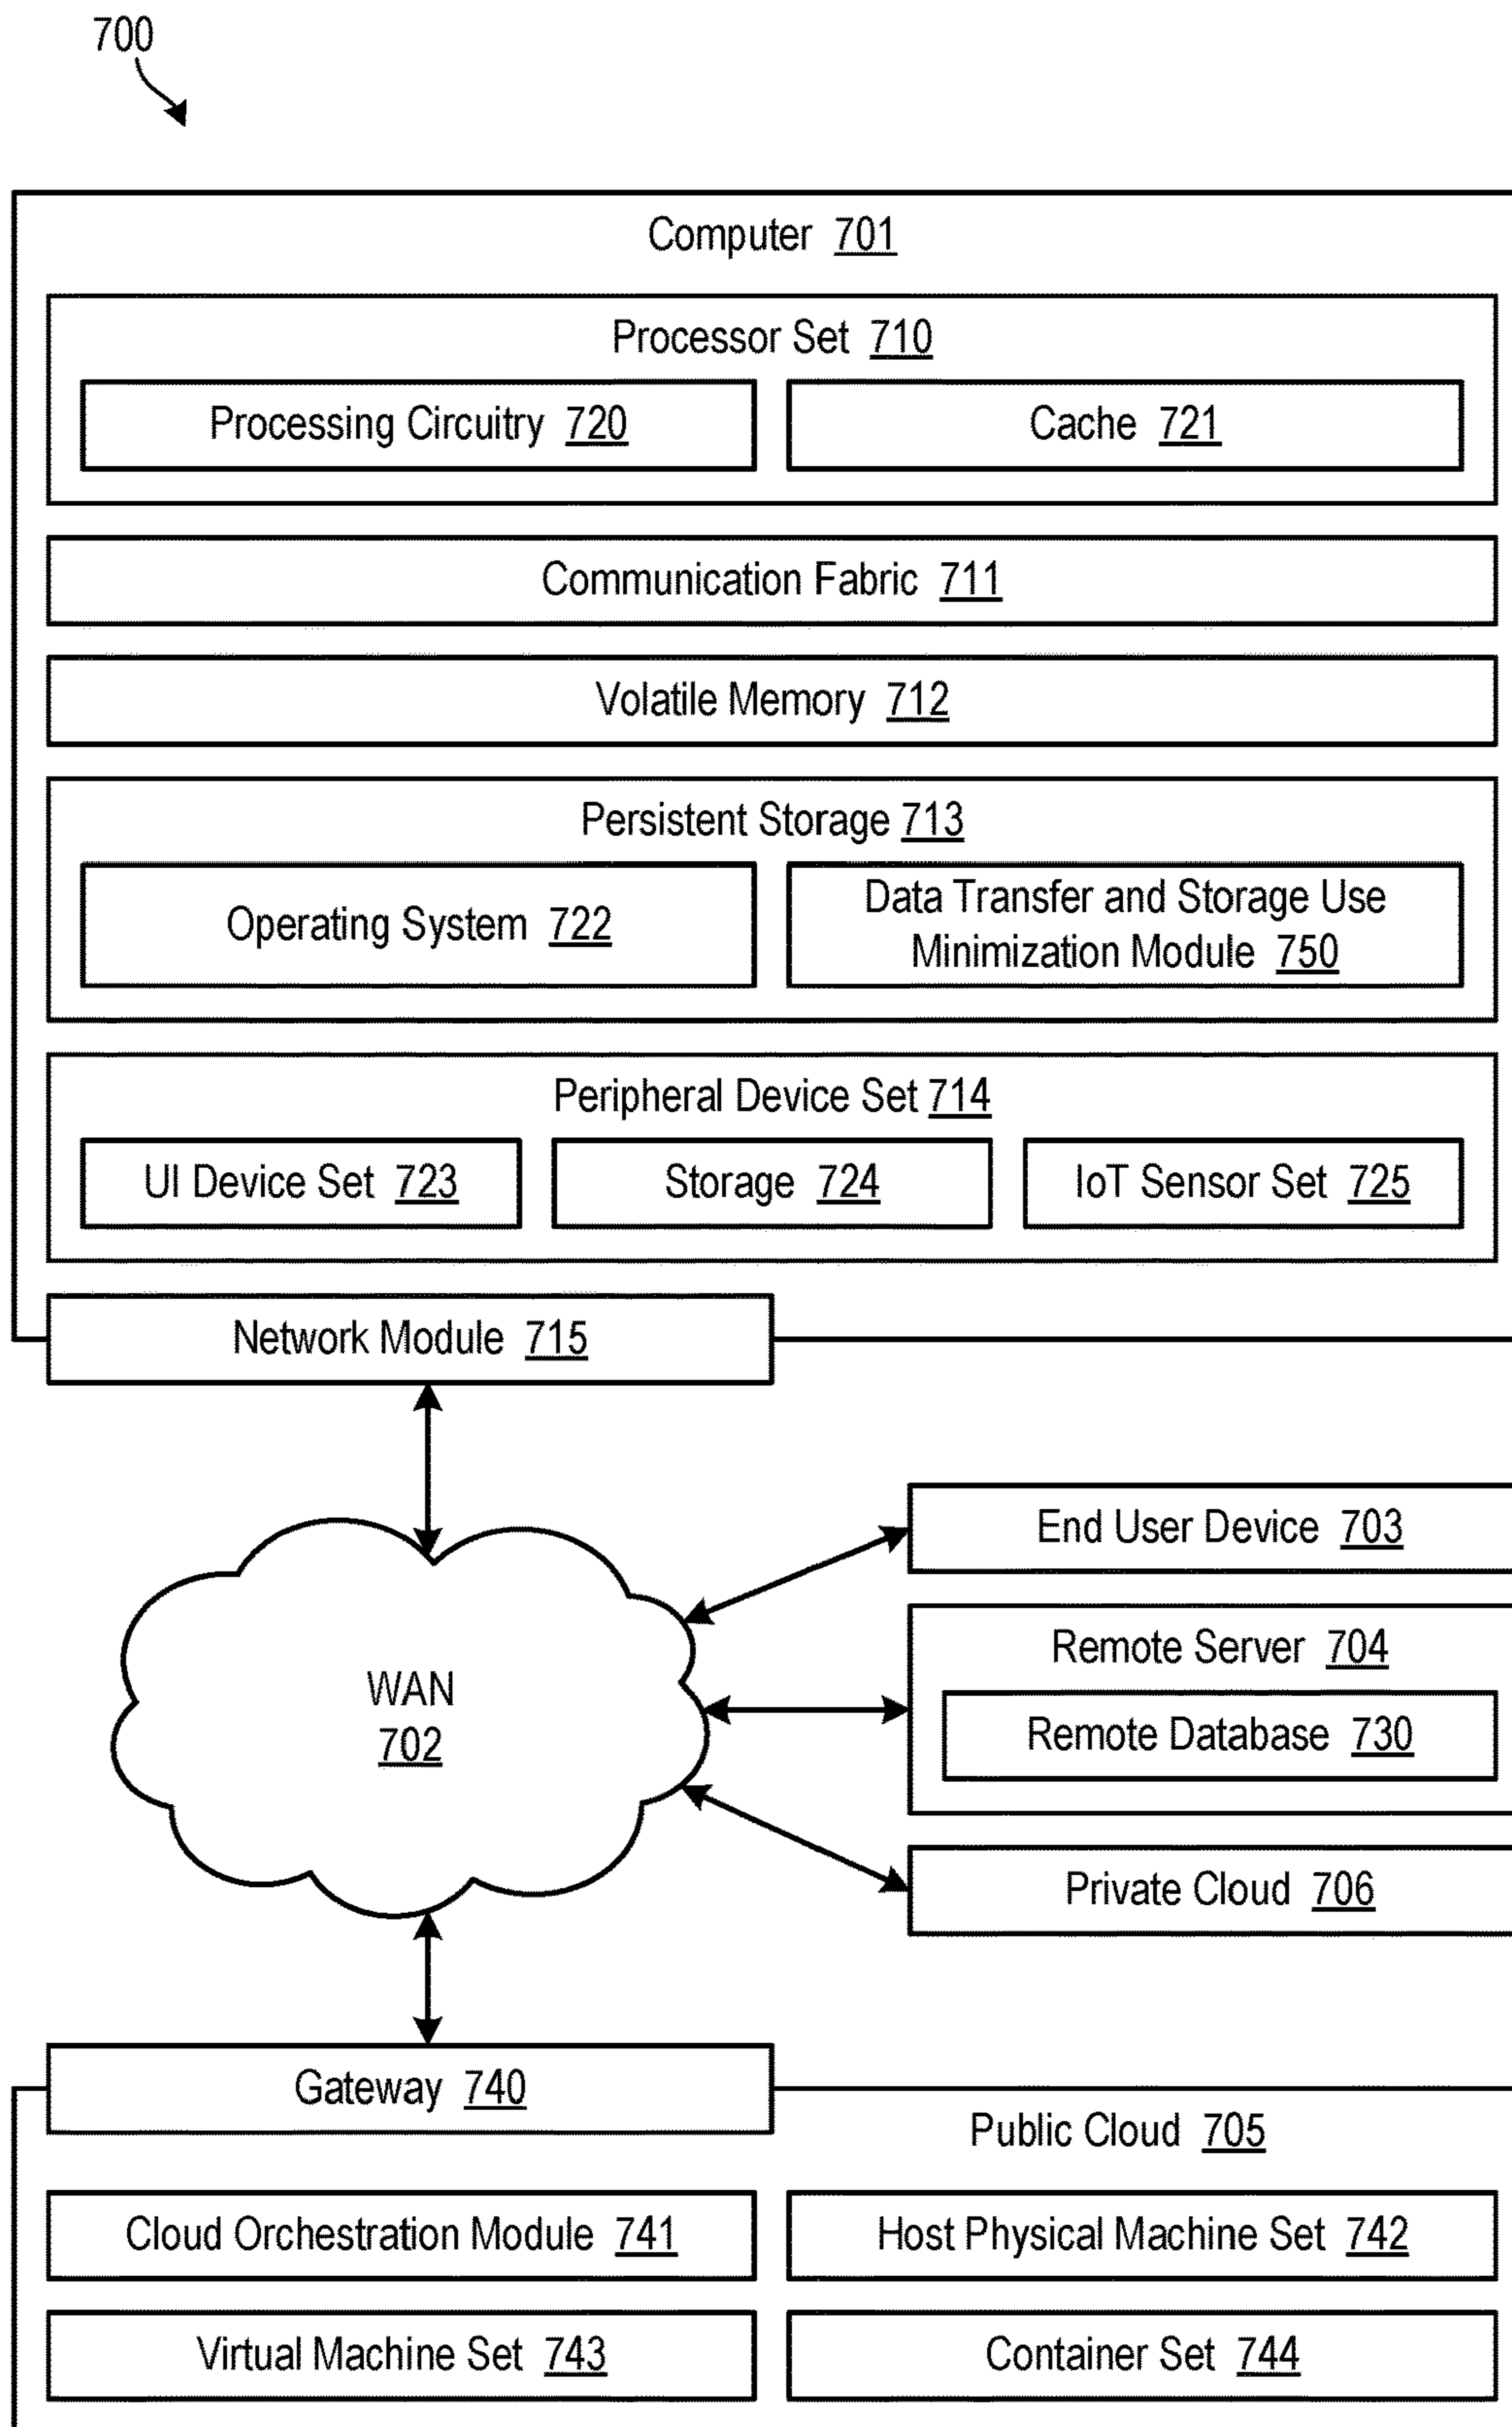 700
Computer 701
Processor Set 710
Processing Circuitry 720
Cache 721
Communication Fabric 711
Volatile Memory 712
Persistent Storage 713
Operating System 722
Data Transfer and Storage Use
Minimization Module 750
Peripheral Device Set 714
UI Device Set 723
Storage 724
IoT Sensor Set 725
Network Module 715
End User Device 703
Remote Server 704
Remote Database 730
WAN
702
Private Cloud 706
Gateway 740
Public Cloud 705
Cloud Orchestration Module 741
Host Physical Machine Set 742
Virtual Machine Set 743
Container Set 744